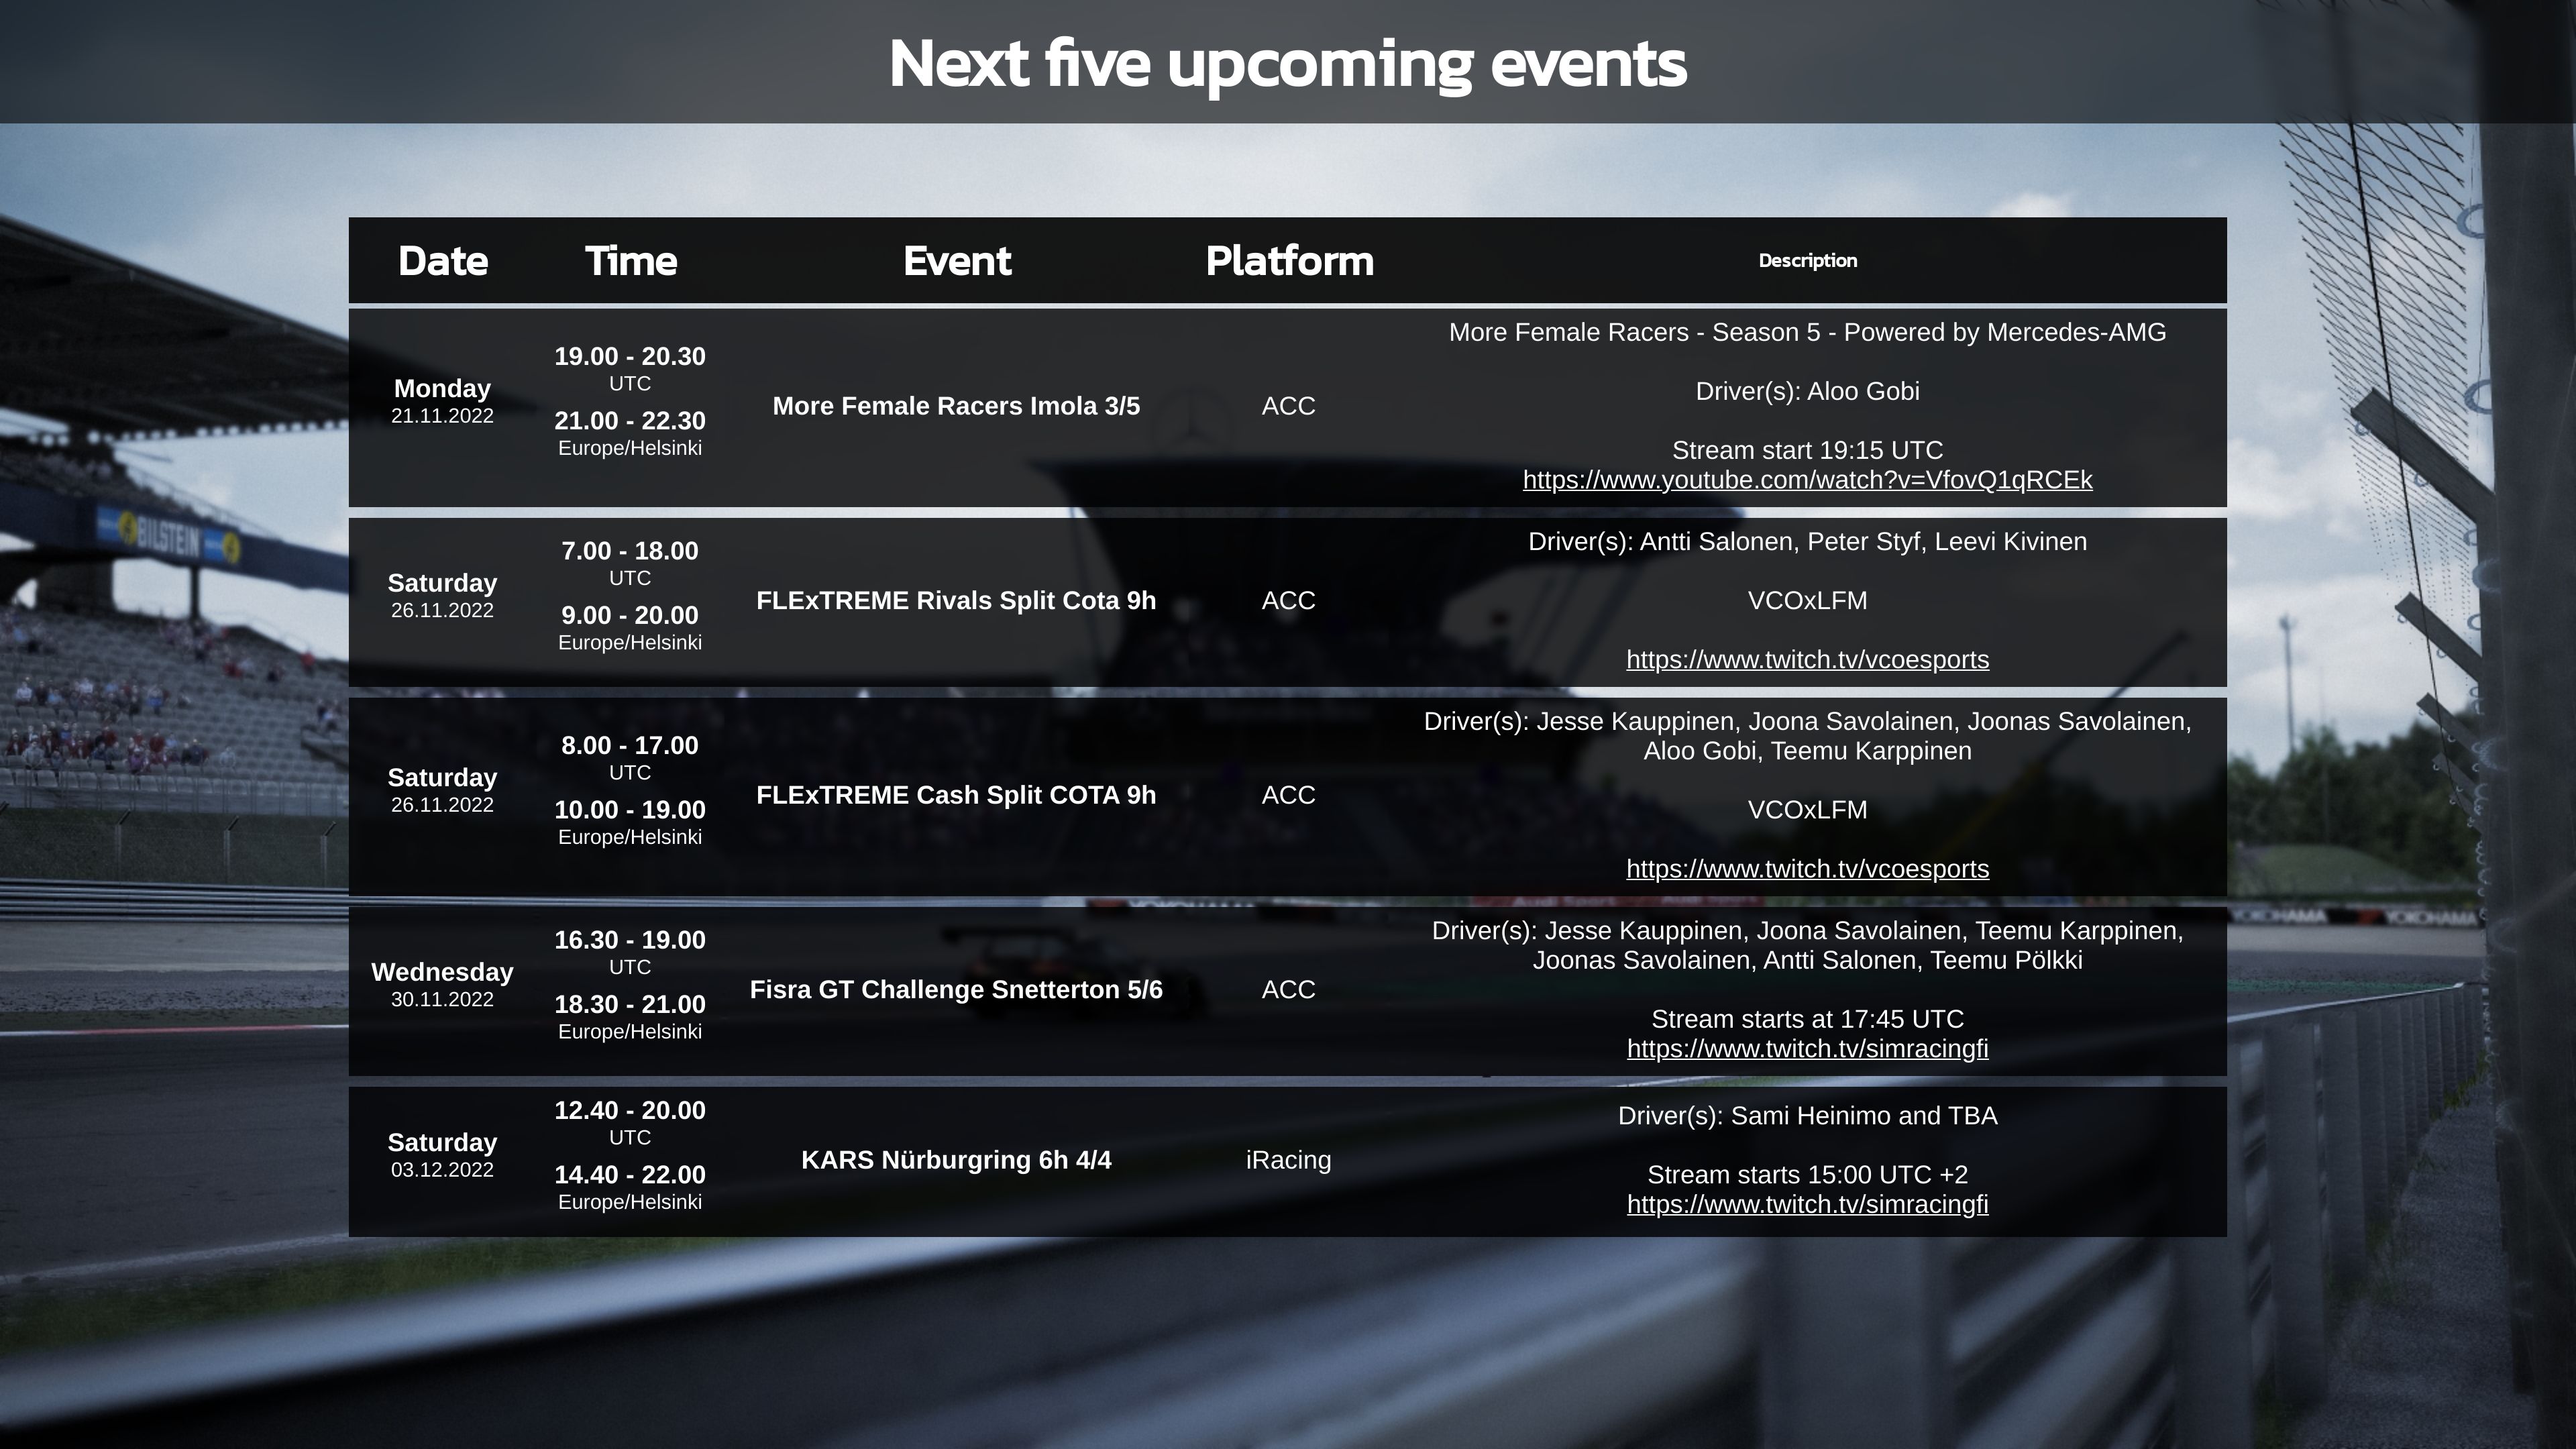 Next five upcoming events
Date Time Event Platform Description
Monday
21.11.2022
19.00 - 20.30
UTC
21.00 - 22.30
Europe/Helsinki
More Female Racers Imola 3/5
ACC
More Female Racers - Season 5 - Powered by Mercedes-AMG
Driver(s): Aloo Gobi
Stream start 19:15 UTC
https://www.youtube.com/watch?v=VfovQ1qRCEk
Saturday
26.11.2022
7.00 - 18.00
UTC
9.00 - 20.00
Europe/Helsinki
FLExTREME Rivals Split Cota 9h
ACC
Driver(s): Antti Salonen, Peter Styf, Leevi Kivinen
VCOxLFM
https://www.twitch.tv/vcoesports
Saturday
26.11.2022
8.00 - 17.00
UTC
10.00 - 19.00
Europe/Helsinki
FLExTREME Cash Split COTA 9h
ACC
Driver(s): Jesse Kauppinen, Joona Savolainen, Joonas Savolainen,
Aloo Gobi, Teemu Karppinen
VCOxLFM
https://www.twitch.tv/vcoesports
Wednesday
30.11.2022
16.30 - 19.00
UTC
18.30 - 21.00
Europe/Helsinki
Fisra GT Challenge Snetterton 5/6
ACC
Driver(s): Jesse Kauppinen, Joona Savolainen, Teemu Karppinen,
Joonas Savolainen, Antti Salonen, Teemu Pölkki
Stream starts at 17:45 UTC
https://www.twitch.tv/simracingfi
Saturday
03.12.2022
12.40 - 20.00
UTC
14.40 - 22.00
Europe/Helsinki
KARS Nürburgring 6h 4/4
iRacing
Driver(s): Sami Heinimo and TBA
Stream starts 15:00 UTC +2
https://www.twitch.tv/simracingfi
BILSTEIN
YOKOHAMA
Audi Sport Audi Sport
YOKOHAMA YOKOHAMA